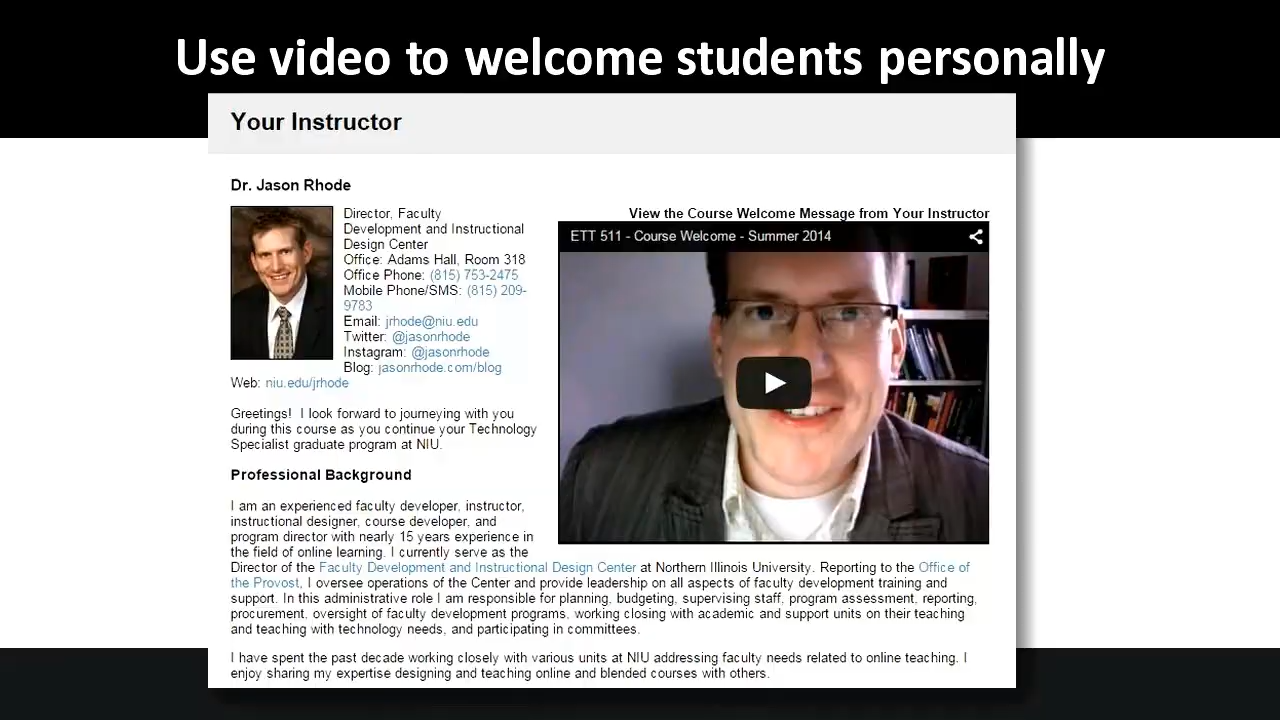 Use video to welcome students personally
Your Instructor
Dr. Jason Rhode
Director, Faculty
Development and Instructional
Design Center
Office: Adams Hall, Room 318
Office Phone: (815) 753-2475
Mobile Phone/SMS: (815) 209-
9783
Email: jrhode@niu.edu
Twitter: @jasonrhode
Instagram: @jasonrhode
Blog: jasonrhode.com/blog
Web: niu.edu/jrhode
View the Course Welcome Message from Your Instructor
ETT 511 - Course Welcome - Summer 2014
Greetings! I look forward to journeying with you
during this course as you continue your Technology
Specialist graduate program at NIU.
Professional Background
I am an experienced faculty developer, instructor,
instructional designer, course developer, and
program director with nearly 15 years experience in
the field of online learning. I currently serve as the
Director of the Faculty Development and Instructional Design Center at Northern Illinois University. Reporting to the Office of
the Provost, I oversee operations of the Center and provide leadership on all aspects of faculty development training and
support. In this administrative role I am responsible for planning, budgeting, supervising staff, program assessment, reporting,
procurement, oversight of faculty development programs, working closing with academic and support units on their teaching
and teaching with technology needs, and participating in committees.
I have spent the past decade working closely with various units at NIU addressing faculty needs related to online teaching. I
enjoy sharing my expertise designing and teaching online and blended courses with others.